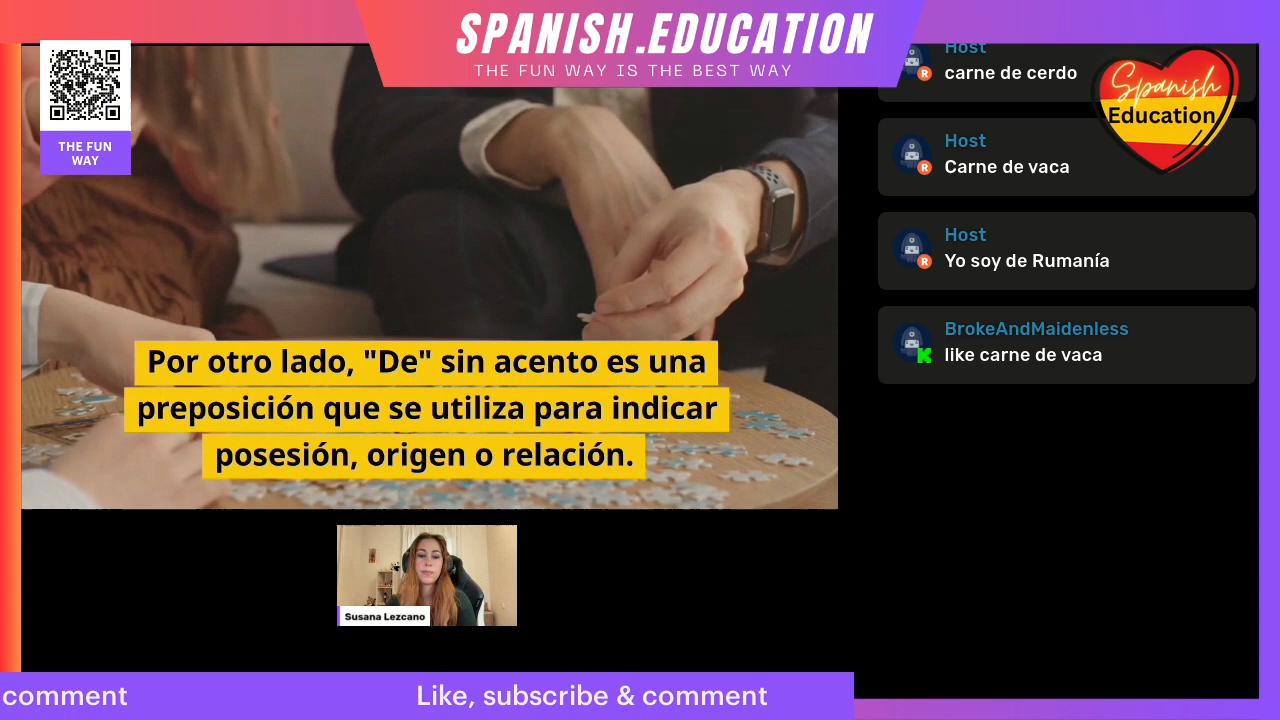 SPANISH.EDUCATION
THE FUN WAY IS THE BEST WAY
THE FUN
WAY
Host
carne de cerdo
Spanish
Education
Host
Carne de vaca
Host
Yo soy de Rumanía
BrokeAndMaidenless
like carne de vaca
Por otro lado, "De" sin acento es una
preposición que se utiliza para indicar
posesión, origen o relación.
Susana Lezcano
comment Like, subscribe & comment